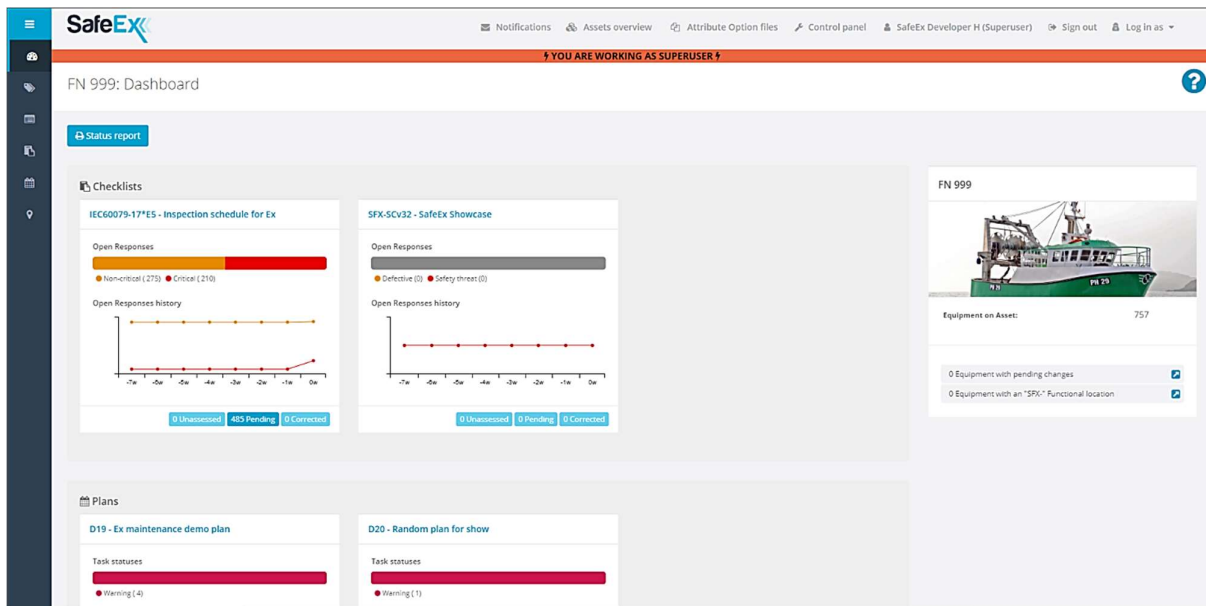 SafeEx
Notifications Assets overview Attribute Option files Control panel SafeEx Developer H (Superuser) Sign out Log in as
YOU ARE WORKING AS SUPERUSER
FN 999: Dashboard
?
Status report
Checklists
IEC60079-17*E5 - Inspection schedule for Ex
Open Responses
Non-critical ( 275) Critical ( 210)
Open Responses history
-7w -6w -5w -4w -3w -2w -1w 0w
0 Unassessed 485 Pending 0 Corrected
SFX-SCv32 - SafeEx Showcase
Open Responses
Defective (0) Safety threat (0)
Open Responses history
-7w -6w -5w -4w -3w -2w -1w 0w
0 Unassessed 0 Pending 0 Corrected
FN 999
PH 29
Equipment on Asset: 757
0 Equipment with pending changes
0 Equipment with an "SFX-" Functional location
Plans
D19 - Ex maintenance demo plan
Task statuses
Warning ( 4)
D20 - Random plan for show
Task statuses
Warning ( 1)